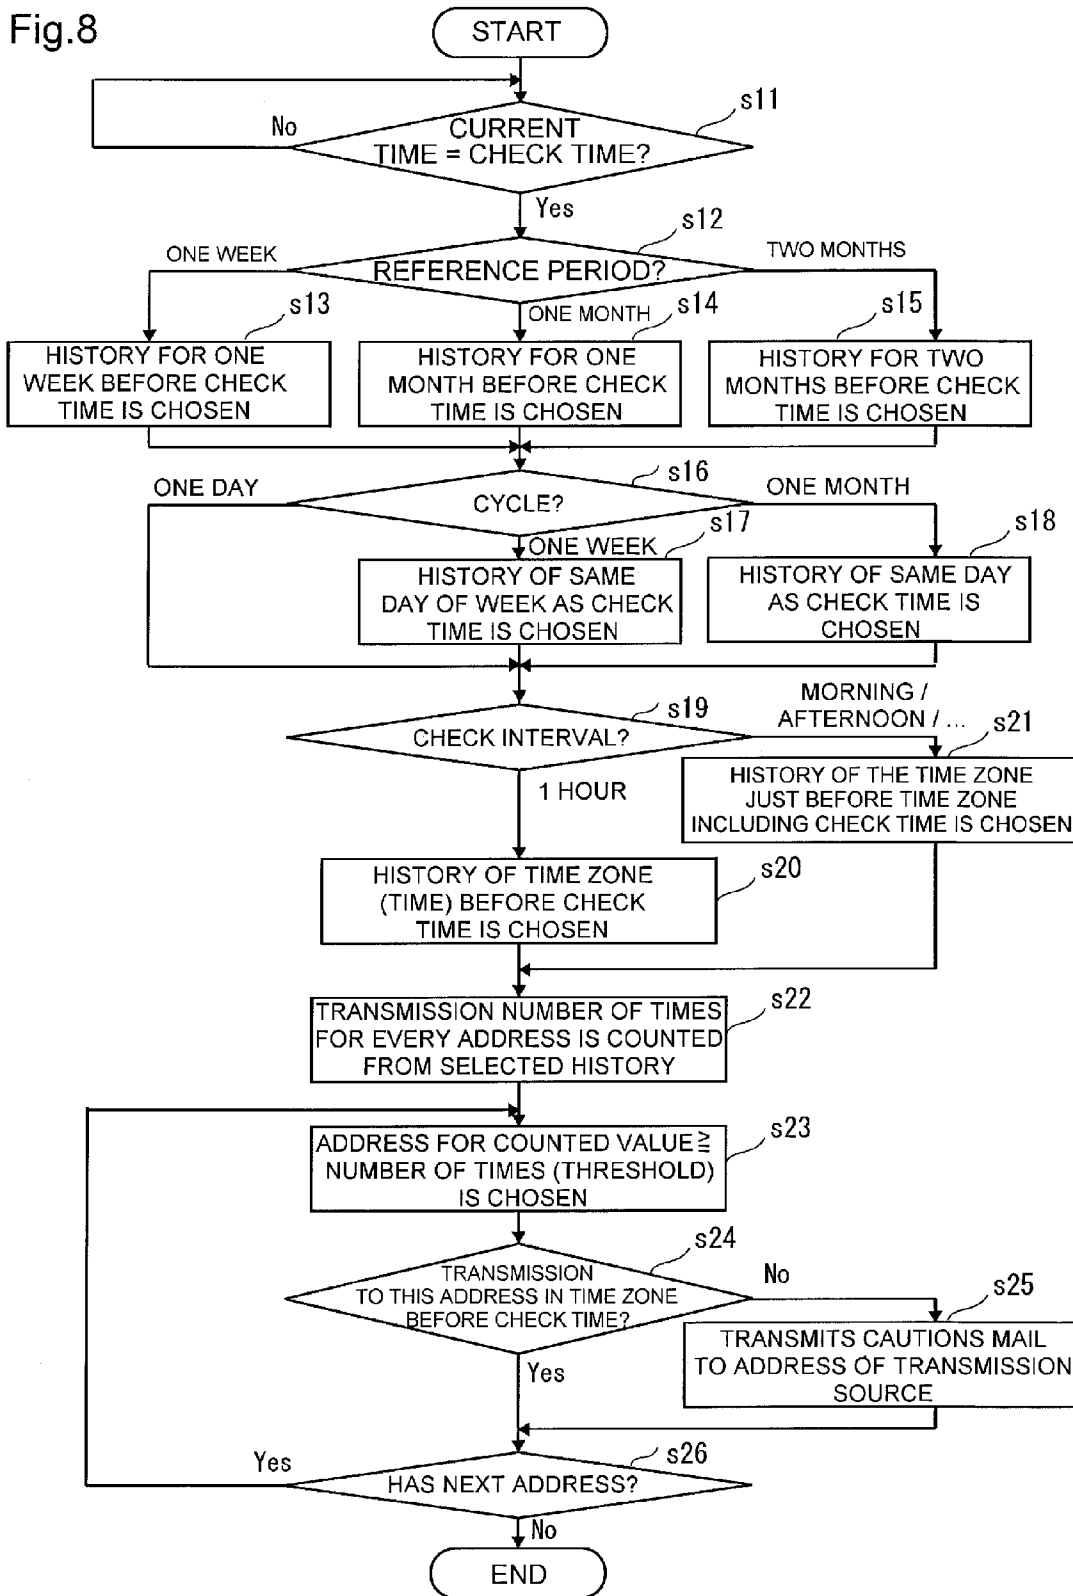 Fig.8
START
s11
No
CURRENT
TIME = CHECK TIME?
Yes
s12
ONE WEEK
TWO MONTHS
REFERENCE PERIOD?
s13
s14
s15
ONE MONTH
HISTORY FOR ONE
WEEK BEFORE CHECK
TIME IS CHOSEN
HISTORY FOR ONE
MONTH BEFORE CHECK
TIME IS CHOSEN
HISTORY FOR TWO
MONTHS BEFORE CHECK
TIME IS CHOSEN
s16
ONE DAY
ONE MONTH
CYCLE?
s17
s18
ONE WEEK
HISTORY OF SAME
DAY OF WEEK AS CHECK
TIME IS CHOSEN
HISTORY OF SAME DAY
AS CHECK TIME IS
CHOSEN
s19
MORNING /
AFTERNOON / ...
s21
CHECK INTERVAL?
1 HOUR
HISTORY OF THE TIME ZONE
JUST BEFORE TIME ZONE
INCLUDING CHECK TIME IS CHOSEN
s20
HISTORY OF TIME ZONE
(TIME) BEFORE CHECK
TIME IS CHOSEN
s22
TRANSMISSION NUMBER OF TIMES
FOR EVERY ADDRESS IS COUNTED
FROM SELECTED HISTORY
s23
ADDRESS FOR COUNTED VALUE≧
NUMBER OF TIMES (THRESHOLD)
IS CHOSEN
s24
No
TRANSMISSION
TO THIS ADDRESS IN TIME ZONE
BEFORE CHECK TIME?
s25
Yes
TRANSMITS CAUTIONS MAIL
TO ADDRESS OF TRANSMISSION
SOURCE
s26
Yes
HAS NEXT ADDRESS?
No
END